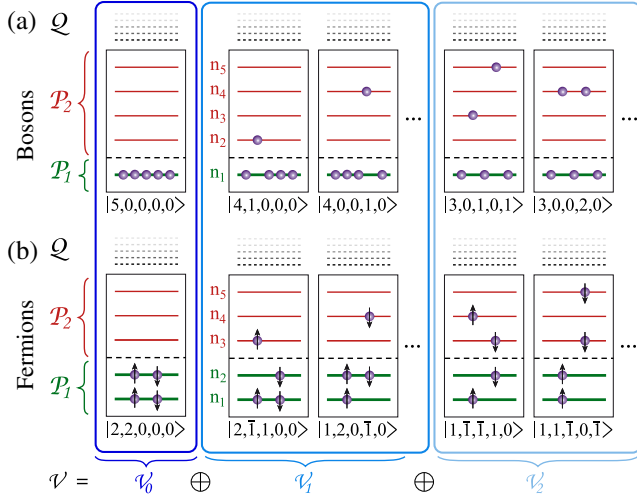 (a) 𝒬
Bosons
𝒫₂
n₅
n₄
n₃
n₂
𝒫₁
n₁
... ...
|5,0,0,0,0⟩ |4,1,0,0,0⟩ |4,0,0,1,0⟩ |3,0,1,0,1⟩ |3,0,0,2,0⟩
(b) 𝒬
Fermions
𝒫₂
n₅
n₄
n₃
𝒫₁
n₂
n₁
... ...
|2,2,0,0,0⟩ |2,1̅,1,0,0⟩ |1,2,0,1̅,0⟩ |1,1̅,1̅,1,0⟩ |1,1,1̅,0,1̅⟩
𝒱 = 𝒱₀ ⊕ 𝒱₁ ⊕ 𝒱₂